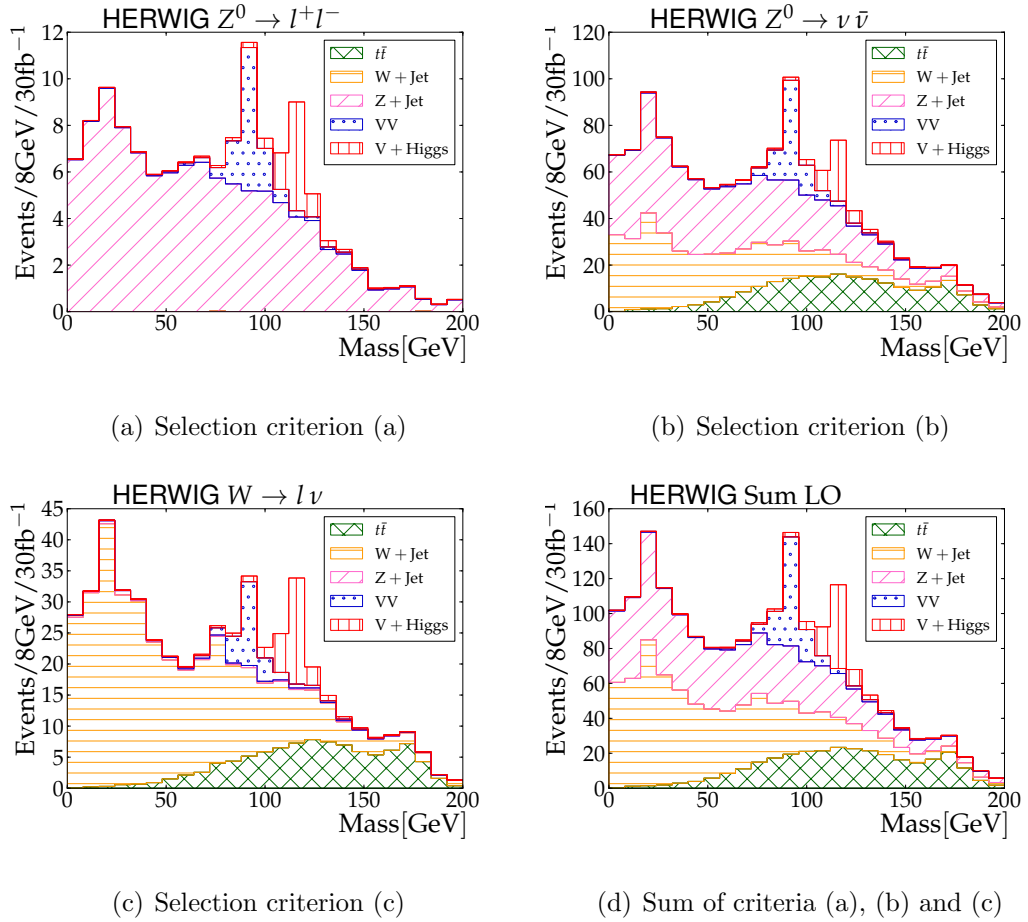 HERWIG Z⁰ → l⁺l⁻
Events/8GeV/30fb⁻¹
12
10
8
6
4
2
0
0 50 100 150 200
Mass[GeV]
tt̄
W + Jet
Z + Jet
VV
V + Higgs
(a) Selection criterion (a)
HERWIG Z⁰ → ν ν̄
Events/8GeV/30fb⁻¹
120
100
80
60
40
20
0
0 50 100 150 200
Mass[GeV]
tt̄
W + Jet
Z + Jet
VV
V + Higgs
(b) Selection criterion (b)
HERWIG W → l ν
Events/8GeV/30fb⁻¹
45
40
35
30
25
20
15
10
5
0
0 50 100 150 200
Mass[GeV]
tt̄
W + Jet
Z + Jet
VV
V + Higgs
(c) Selection criterion (c)
HERWIG Sum LO
Events/8GeV/30fb⁻¹
160
140
120
100
80
60
40
20
0
0 50 100 150 200
Mass[GeV]
tt̄
W + Jet
Z + Jet
VV
V + Higgs
(d) Sum of criteria (a), (b) and (c)